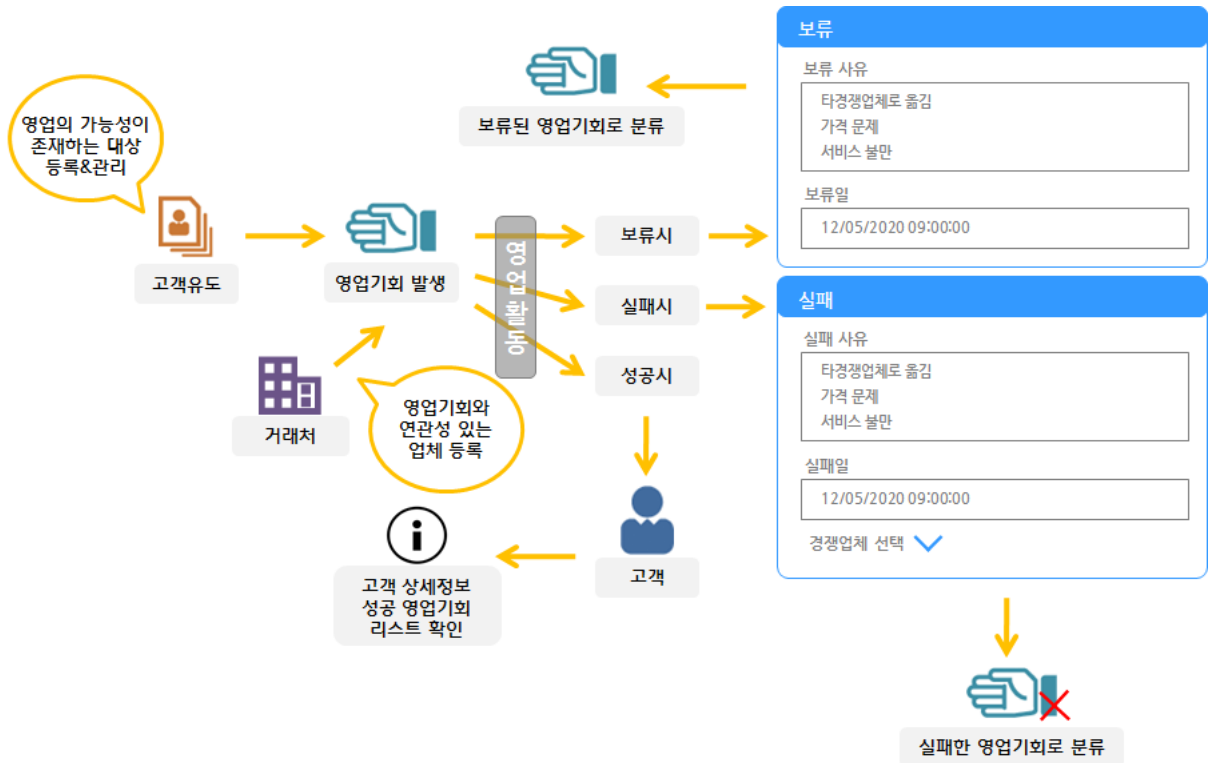 영업의 가능성이
존재하는 대상
등록&관리
고객유도
영업기회 발생
거래처
영업기회와
연관성 있는
업체 등록
영업활동
보류시
실패시
성공시
고객
고객 상세정보
성공 영업기회
리스트 확인
보류된 영업기회로 분류
보류
보류 사유
타경쟁업체로 옮김
가격 문제
서비스 불만
보류일
12/05/2020 09:00:00
실패
실패 사유
타경쟁업체로 옮김
가격 문제
서비스 불만
실패일
12/05/2020 09:00:00
경쟁업체 선택
실패한 영업기회로 분류